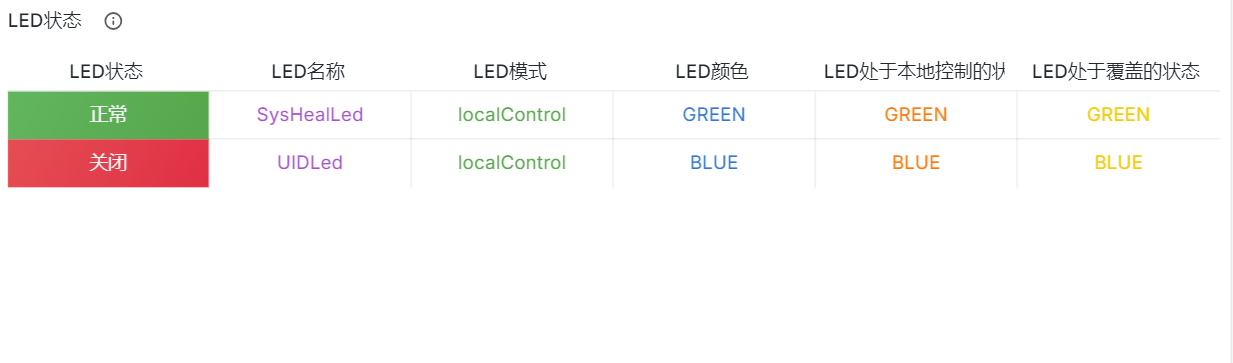 LED状态
LED状态 LED名称 LED模式 LED颜色 LED处于本地控制的状 LED处于覆盖的状态
正常 SysHealLed localControl GREEN GREEN GREEN
关闭 UIDLed localControl BLUE BLUE BLUE